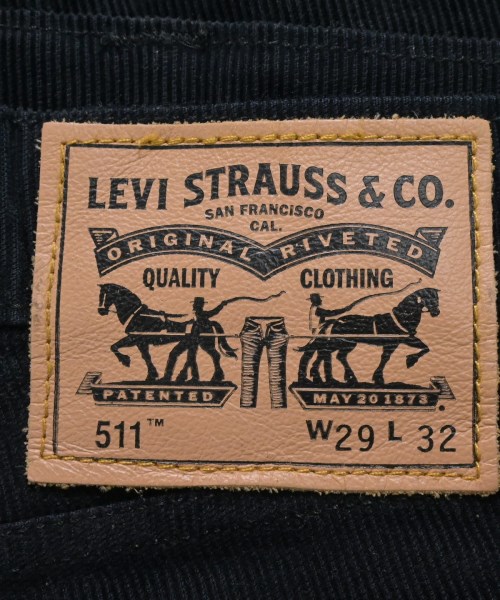 LEVI STRAUSS & CO.
SAN FRANCISCO
CAL.
ORIGINAL RIVETED
QUALITY CLOTHING
PATENTED MAY 20 1873
511™ W29 L 32